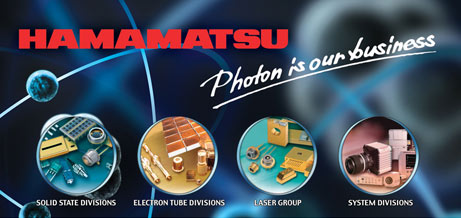 HAMAMATSU
Photon is our business
SOLID STATE DIVISIONS
ELECTRON TUBE DIVISIONS
LASER GROUP
SYSTEM DIVISIONS